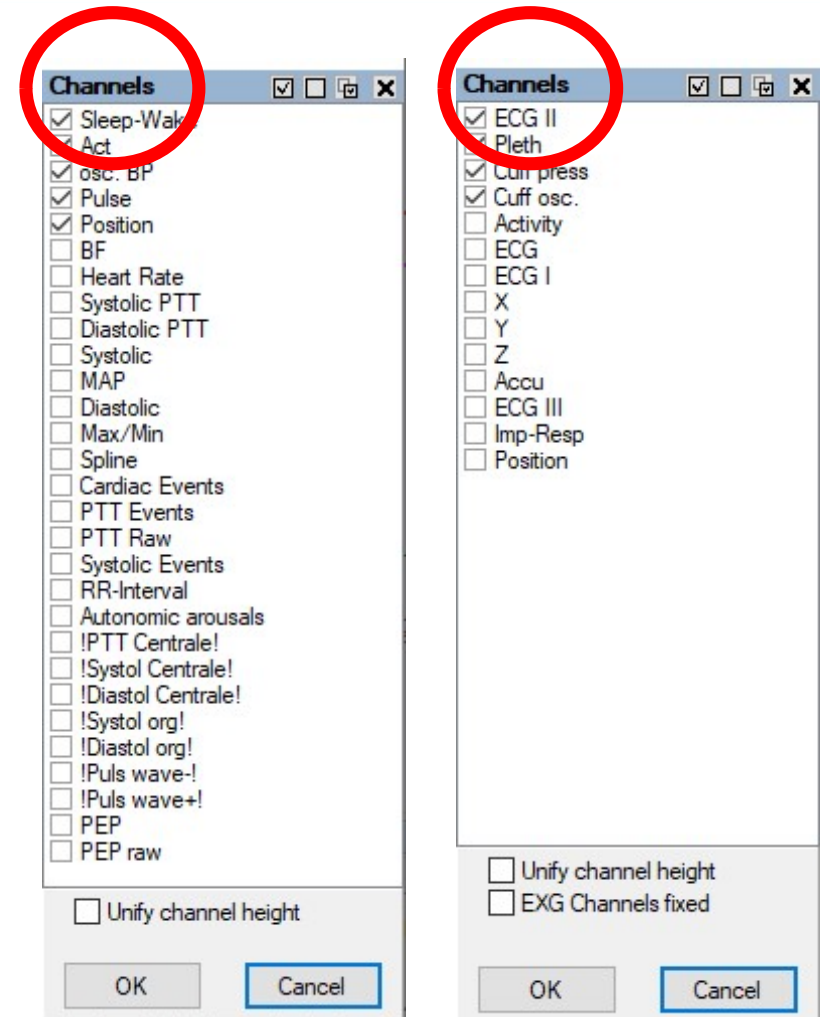 Channels
Sleep-Wake
Act
osc. BP
Pulse
Position
BF
Heart Rate
Systolic PTT
Diastolic PTT
Systolic
MAP
Diastolic
Max/Min
Spline
Cardiac Events
PTT Events
PTT Raw
Systolic Events
RR-Interval
Autonomic arousals
!PTT Centrale!
!Systol Centrale!
!Diastol Centrale!
!Systol org!
!Diastol org!
!Puls wave-!
!Puls wave+!
PEP
PEP raw
Unify channel height
OK Cancel
Channels
ECG II
Pleth
Cuff press
Cuff osc.
Activity
ECG
ECG I
X
Y
Z
Accu
ECG III
Imp-Resp
Position
Unify channel height
EXG Channels fixed
OK Cancel